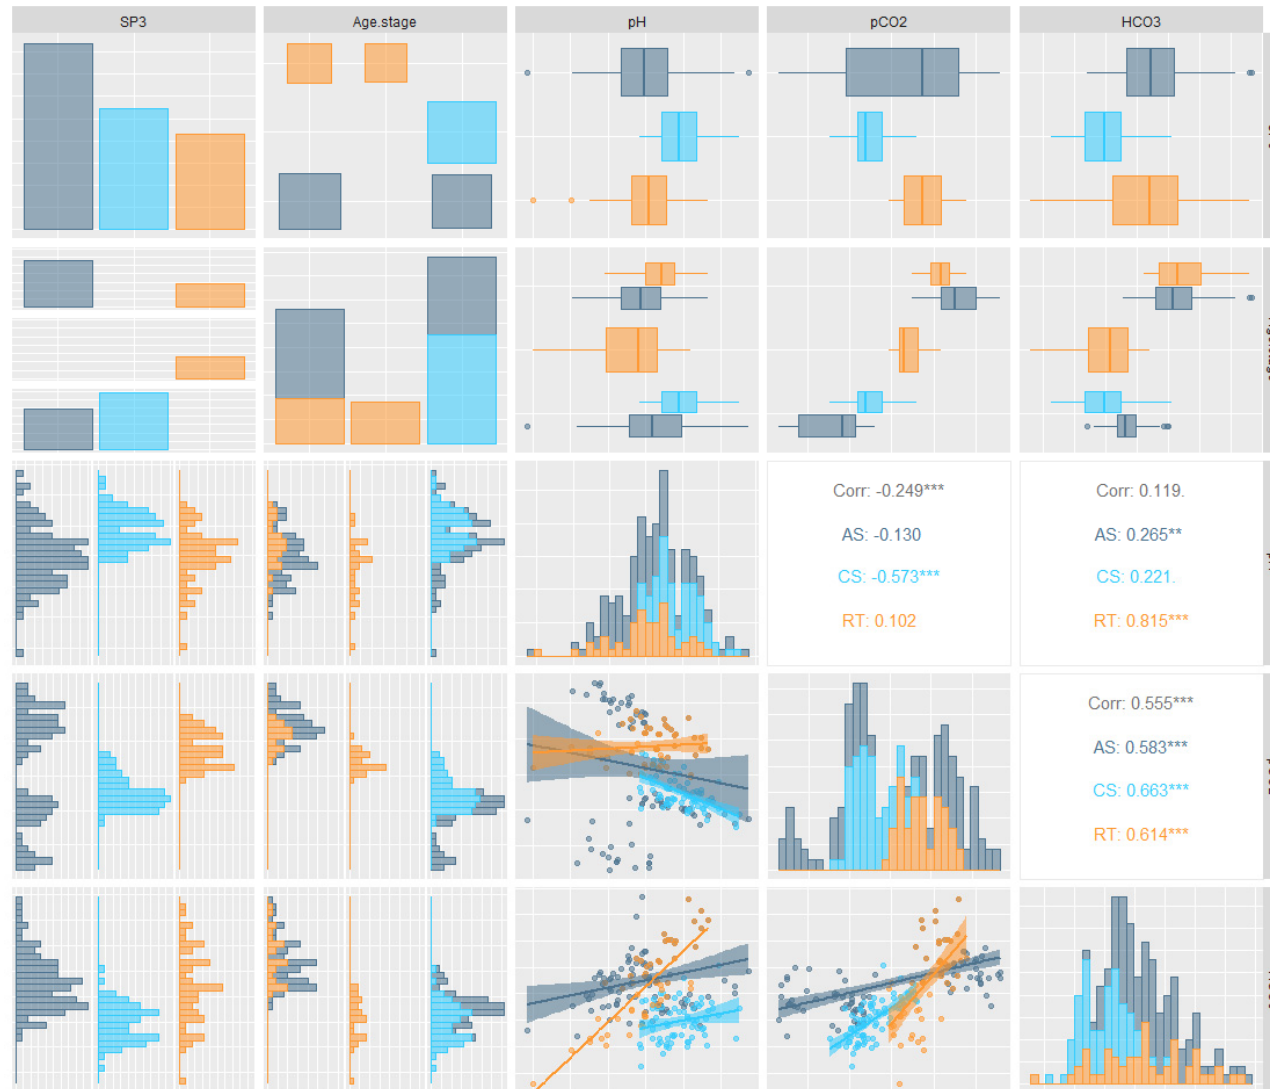 SP3
Age.stage
pH
pCO2
HCO3
Corr: -0.249***
AS: -0.130
CS: -0.573***
RT: 0.102
Corr: 0.119.
AS: 0.265**
CS: 0.221.
RT: 0.815***
Corr: 0.555***
AS: 0.583***
CS: 0.663***
RT: 0.614***